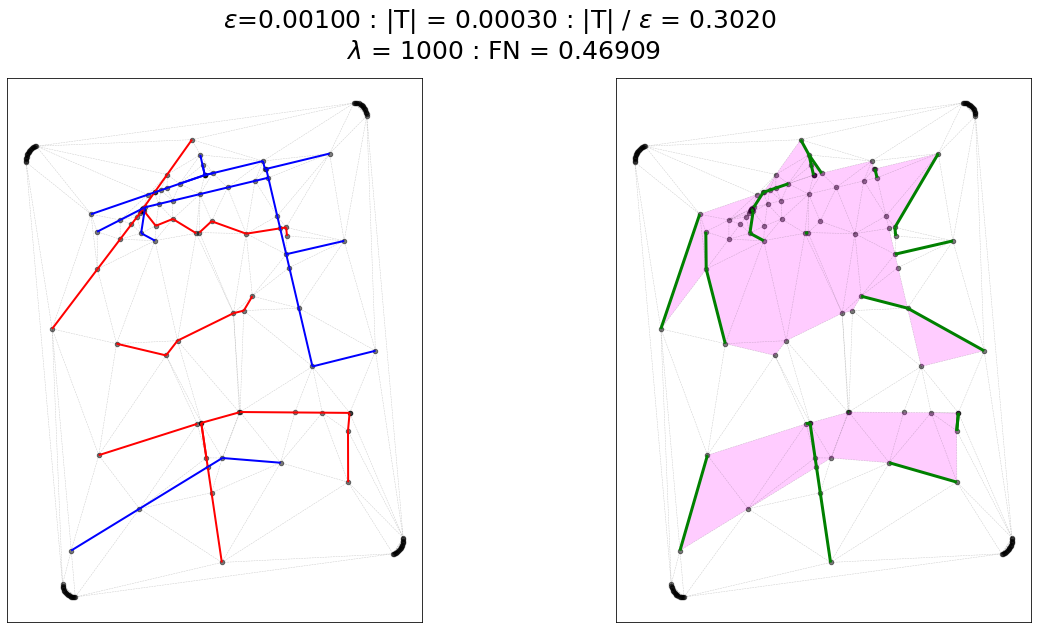 ε=0.00100 : |T| = 0.00030 : |T| / ε = 0.3020
λ = 1000 : FN = 0.46909